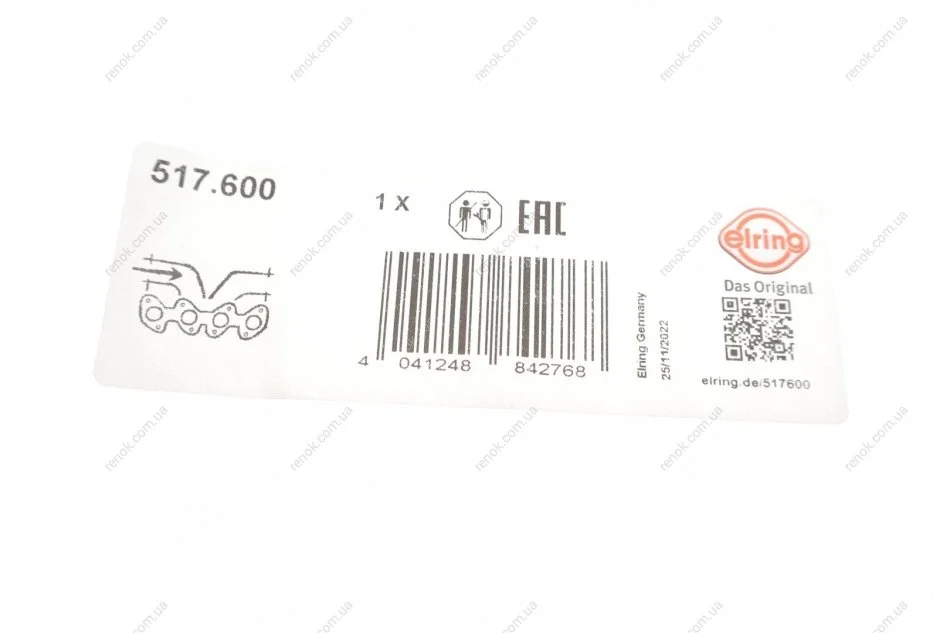 517.600
1 X
EAC
elring
Das Original
4 041248 842768
Elring Germany
25/11/2022
elring.de/517600
renok.com.ua